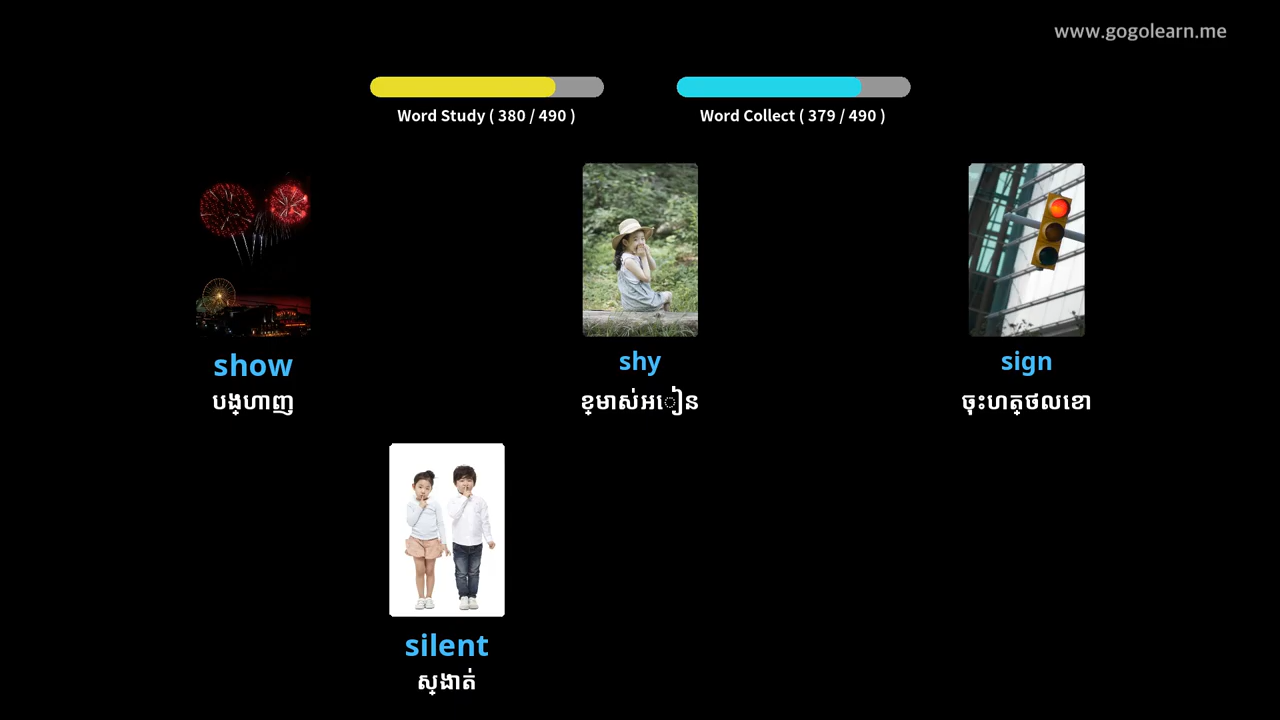 www.gogolearn.me
Word Study ( 380 / 490 )
Word Collect ( 379 / 490 )
show
shy
sign
បង្ហាញ
ខ្មាស់អៀន
ចុះហត្ថលេខា
silent
ស្ងាត់